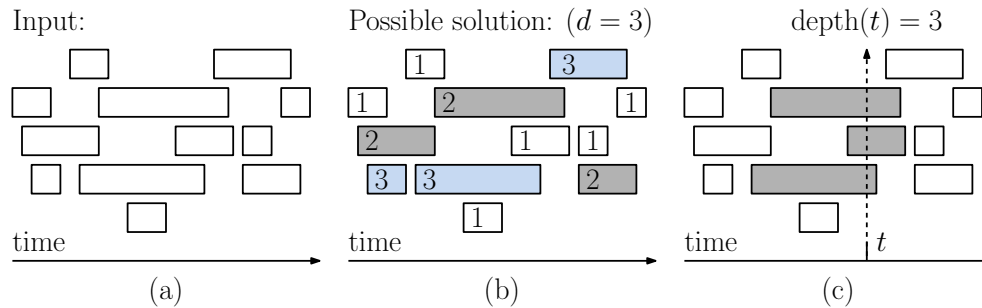 Input:
Possible solution: (d = 3)
depth(t) = 3
1
3
1
2
1
2
1
1
3
3
2
1
time
time
time
t
(a)
(b)
(c)